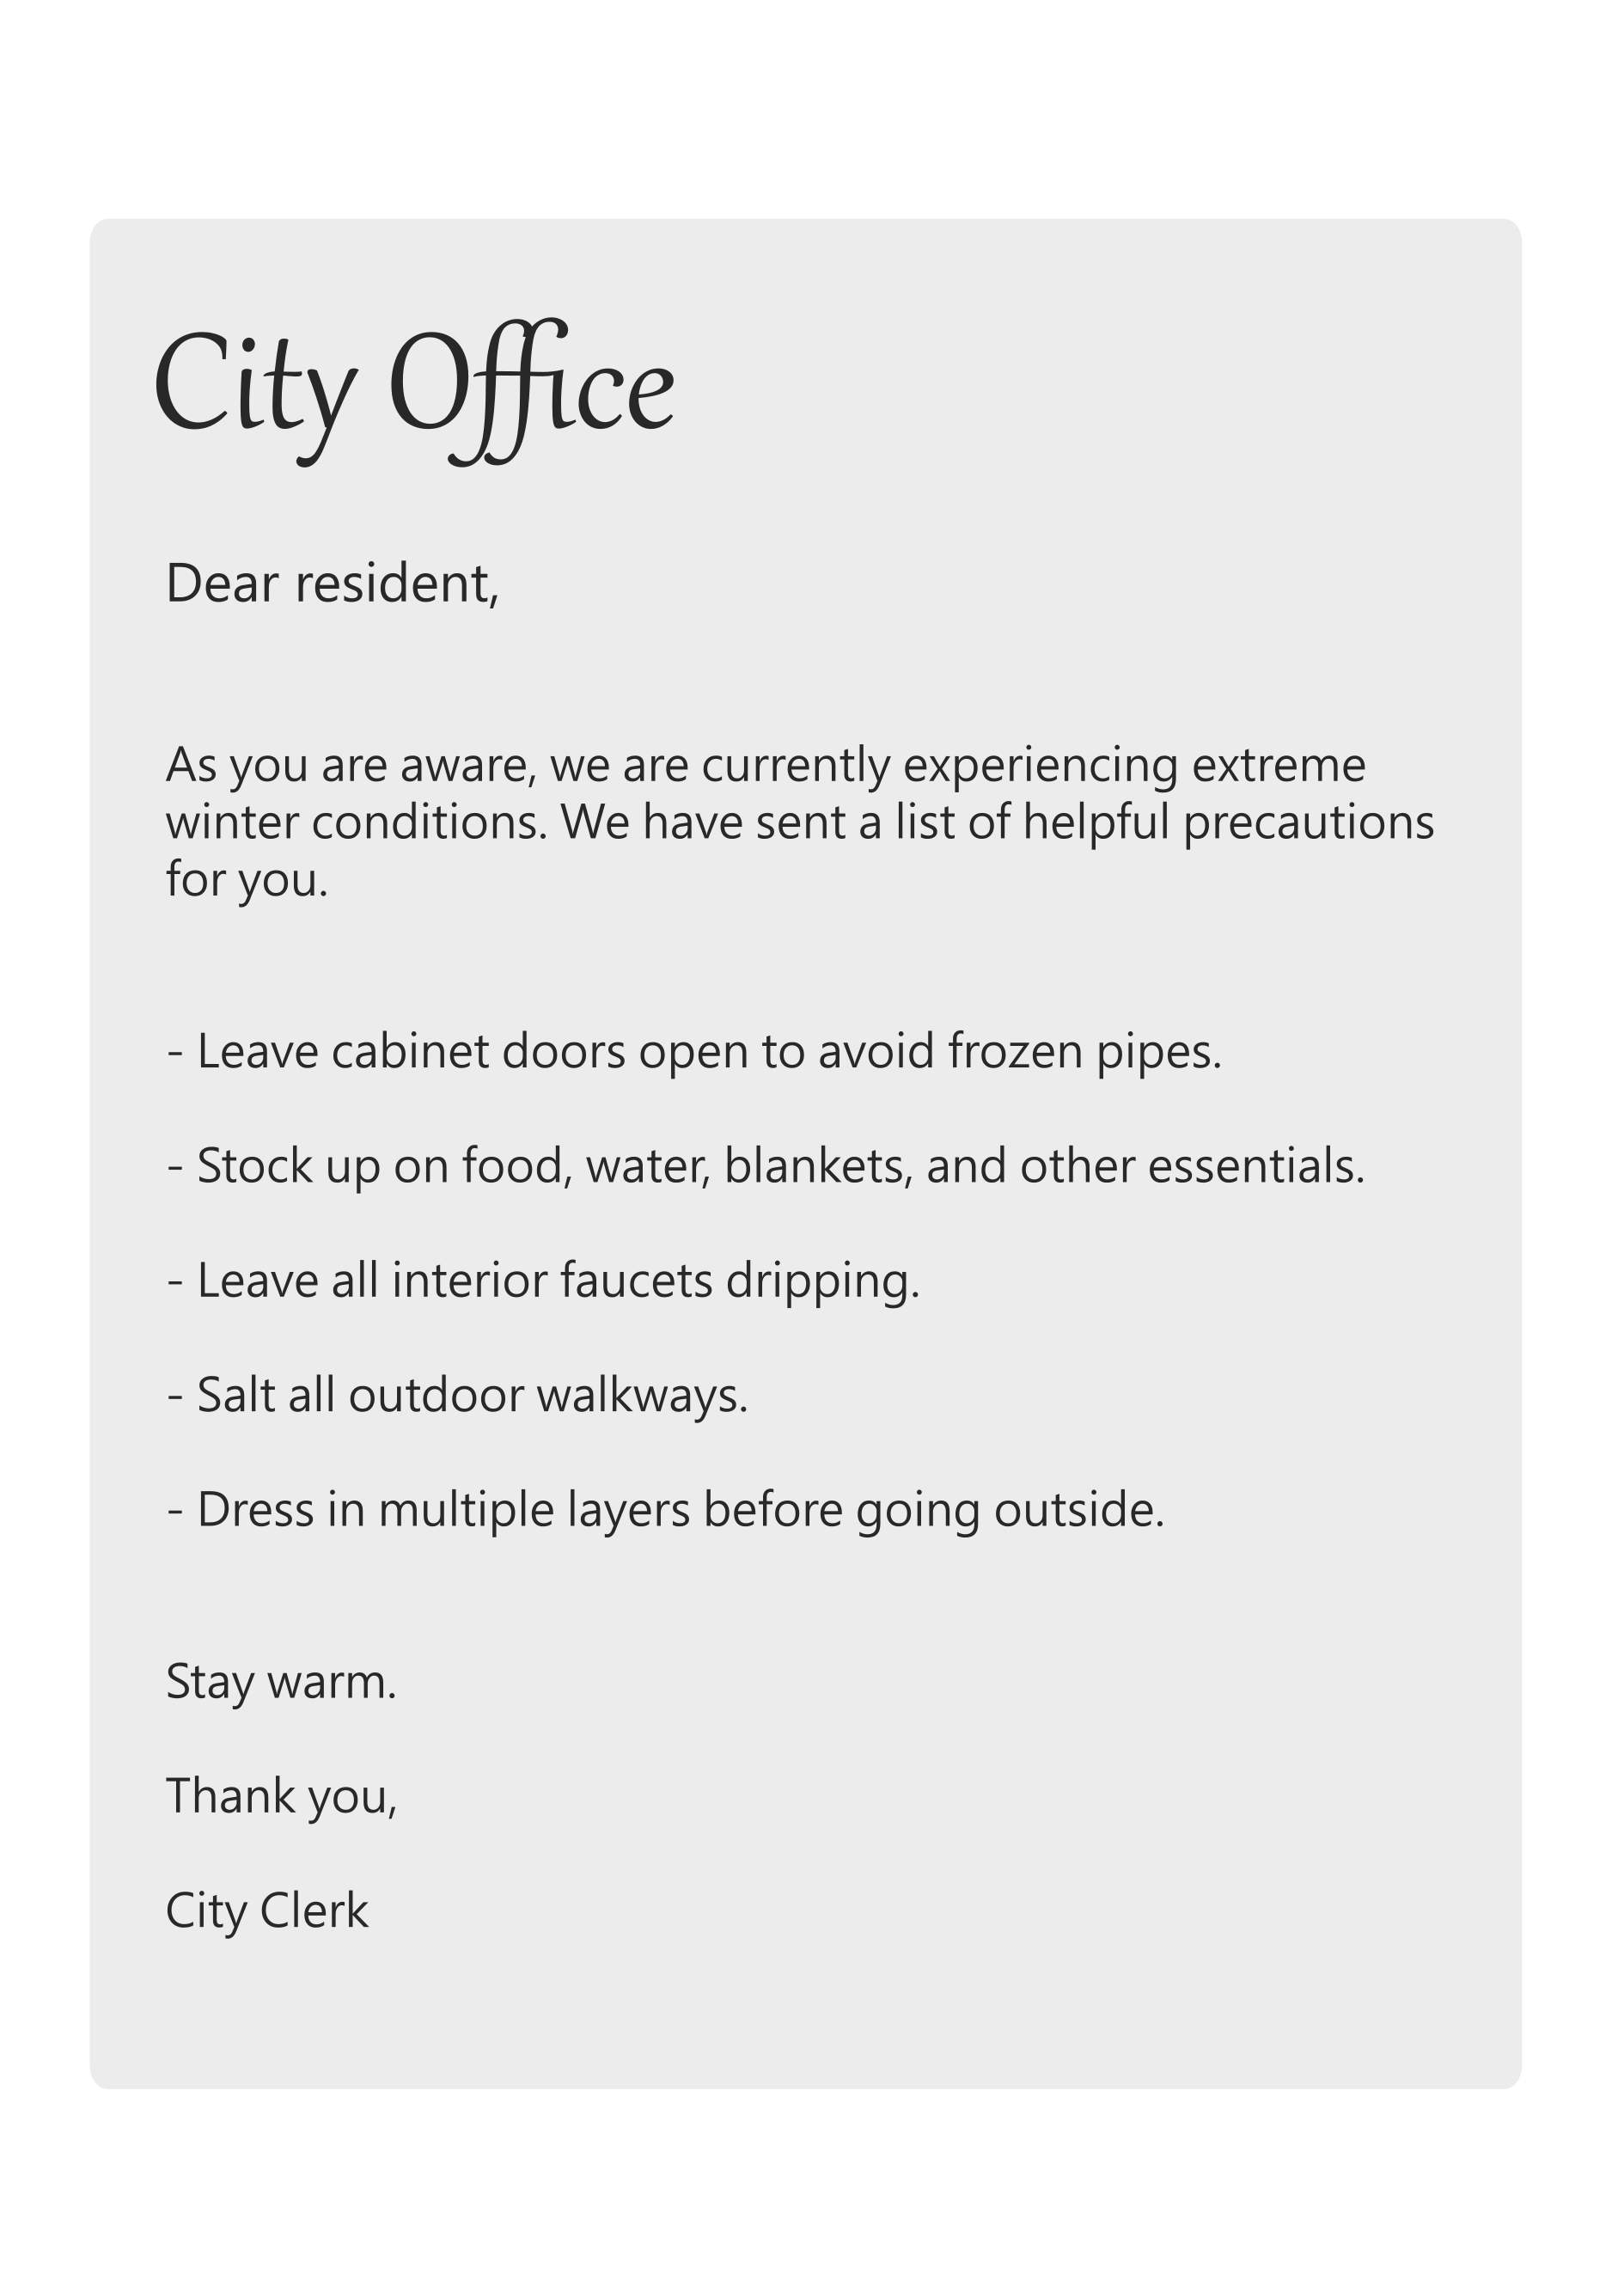 City Office
Dear resident,
As you are aware, we are currently experiencing extreme
winter conditions. We have sent a list of helpful precautions
for you.
- Leave cabinet doors open to avoid frozen pipes.
- Stock up on food, water, blankets, and other essentials.
- Leave all interior faucets dripping.
- Salt all outdoor walkways.
- Dress in multiple layers before going outside.
Stay warm.
Thank you,
City Clerk